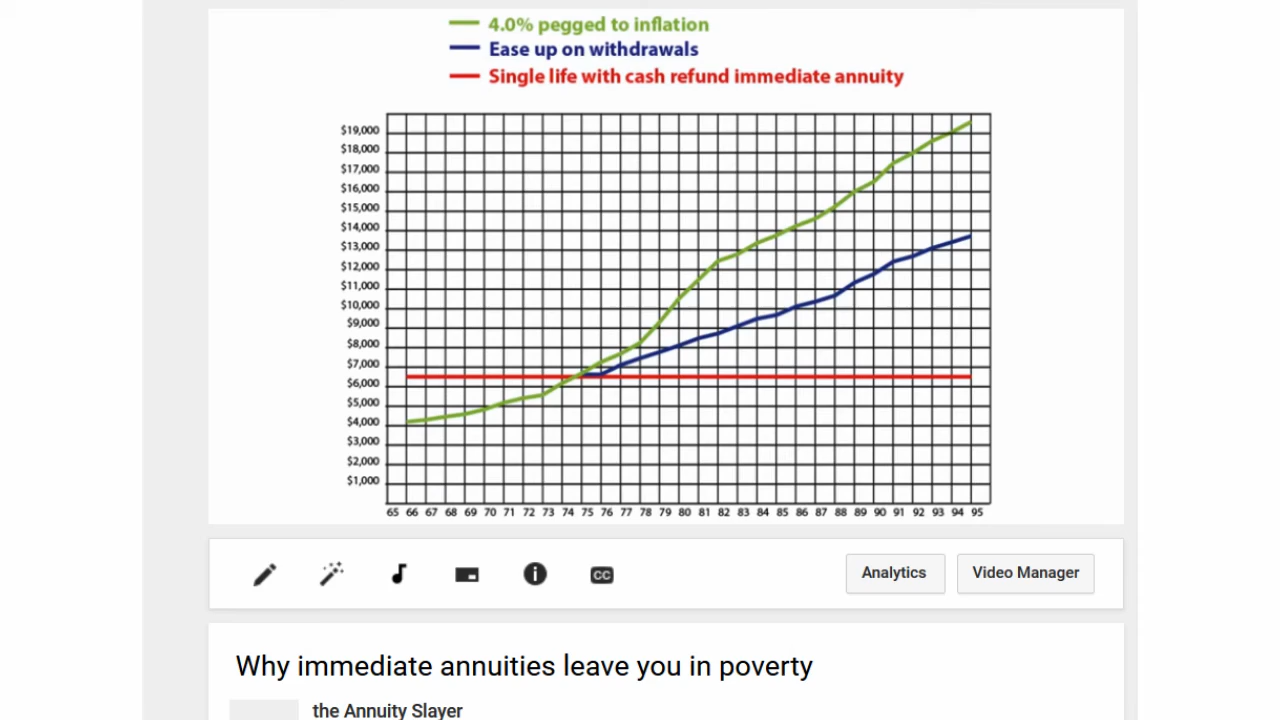 4.0% pegged to inflation
Ease up on withdrawals
Single life with cash refund immediate annuity
$19,000
$18,000
$17,000
$16,000
$15,000
$14,000
$13,000
$12,000
$11,000
$10,000
$9,000
$8,000
$7,000
$6,000
$5,000
$4,000
$3,000
$2,000
$1,000
65 66 67 68 69 70 71 72 73 74 75 76 77 78 79 80 81 82 83 84 85 86 87 88 89 90 91 92 93 94 95
CC
Analytics Video Manager
Why immediate annuities leave you in poverty
the Annuity Slayer